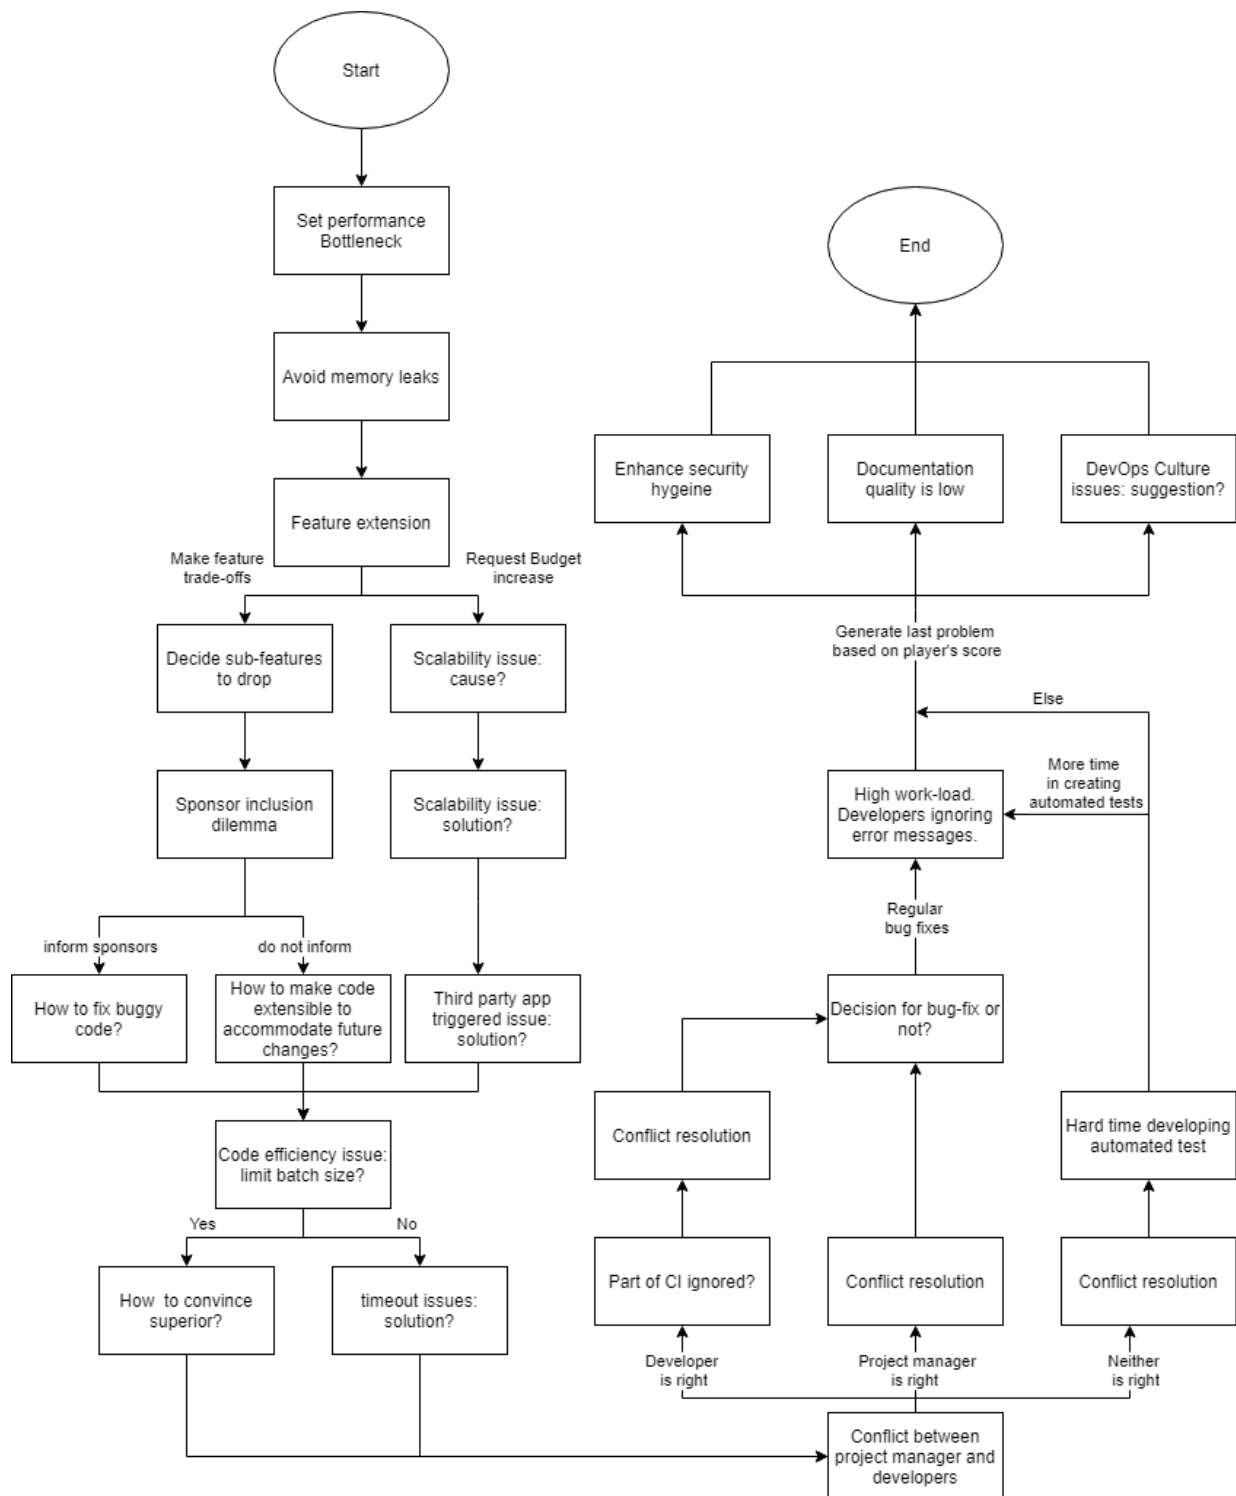 Start
Set performance
Bottleneck
Avoid memory leaks
Feature extension
Make feature
trade-offs
Request Budget
increase
Decide sub-features
to drop
Scalability issue:
cause?
Sponsor inclusion
dilemma
Scalability issue:
solution?
inform sponsors
do not inform
How to fix buggy
code?
How to make code
extensible to
accommodate future
changes?
Third party app
triggered issue:
solution?
Code efficiency issue:
limit batch size?
Yes
No
How to convince
superior?
timeout issues:
solution?
Conflict between
project manager and
developers
Developer
is right
Project manager
is right
Neither
is right
Part of CI ignored?
Conflict resolution
Conflict resolution
Conflict resolution
Hard time developing
automated test
Decision for bug-fix or
not?
Regular
bug fixes
High work-load.
Developers ignoring
error messages.
More time
in creating
automated tests
Else
Generate last problem
based on player's score
Enhance security
hygeine
Documentation
quality is low
DevOps Culture
issues: suggestion?
End